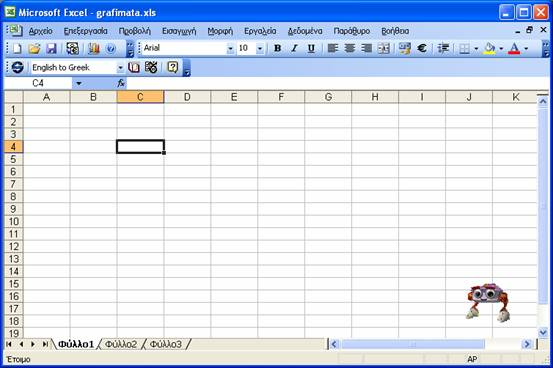 Microsoft Excel - grafimata.xls
Αρχείο Επεξεργασία Προβολή Εισαγωγή Μορφή Εργαλεία Δεδομένα Παράθυρο Βοήθεια
Arial 10 B I U € A
English to Greek
C4 fx
A B C D E F G H I J K
1
2
3
4
5
6
7
8
9
10
11
12
13
14
15
16
17
18
19
Φύλλο1 Φύλλο2 Φύλλο3
Έτοιμο AP